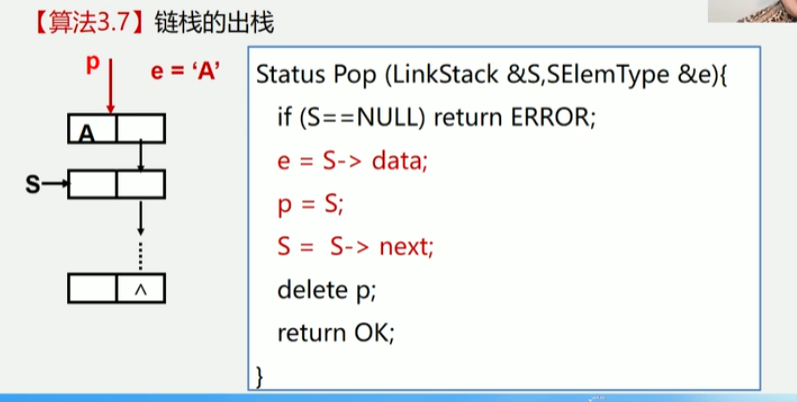 【算法3.7】链栈的出栈
p
e = ‘A’
A
S
^
Status Pop (LinkStack &S,SElemType &e){
if (S==NULL) return ERROR;
e = S-> data;
p = S;
S = S-> next;
delete p;
return OK;
}